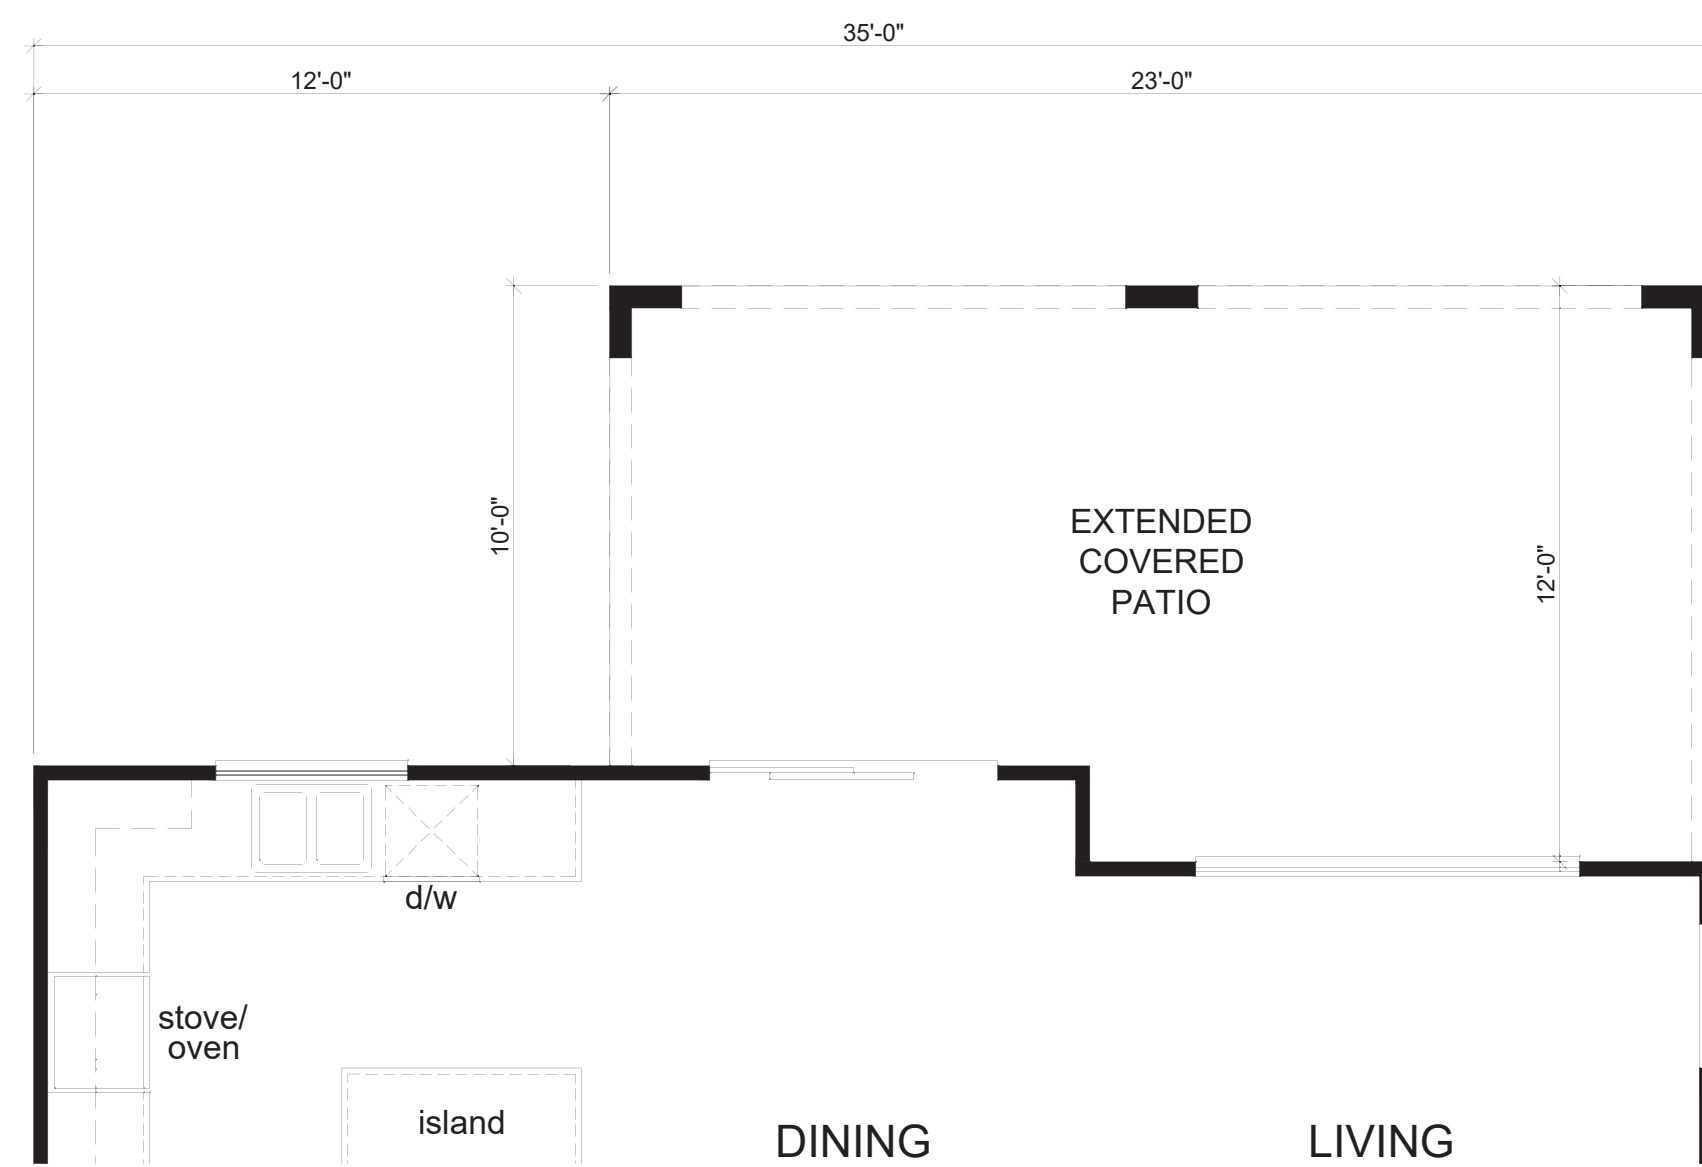 35'-0"
12'-0"
23'-0"
10'-0"
EXTENDED
COVERED
PATIO
12'-0"
d/w
stove/
oven
island
DINING
LIVING